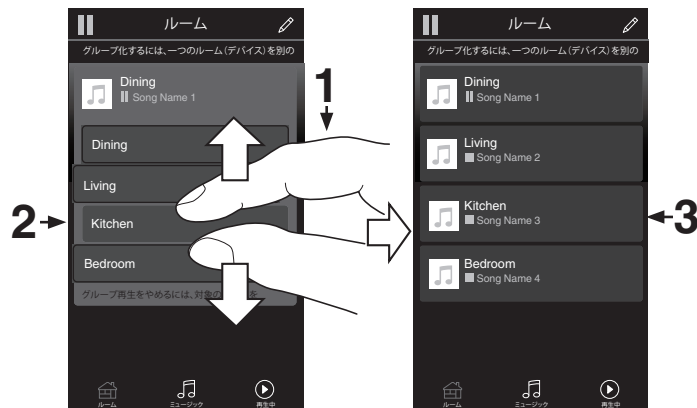 ルーム
グループ化するには、一つのルーム（デバイス）を別の
Dining
Song Name 1
Dining
Living
Kitchen
Bedroom
グループ再生をやめるには、対象の
を
ルーム
ミュージック
再生中
1
2
ルーム
グループ化するには、一つのルーム（デバイス）を別の
Dining
Song Name 1
Living
Song Name 2
Kitchen
Song Name 3
Bedroom
Song Name 4
ルーム
ミュージック
再生中
3